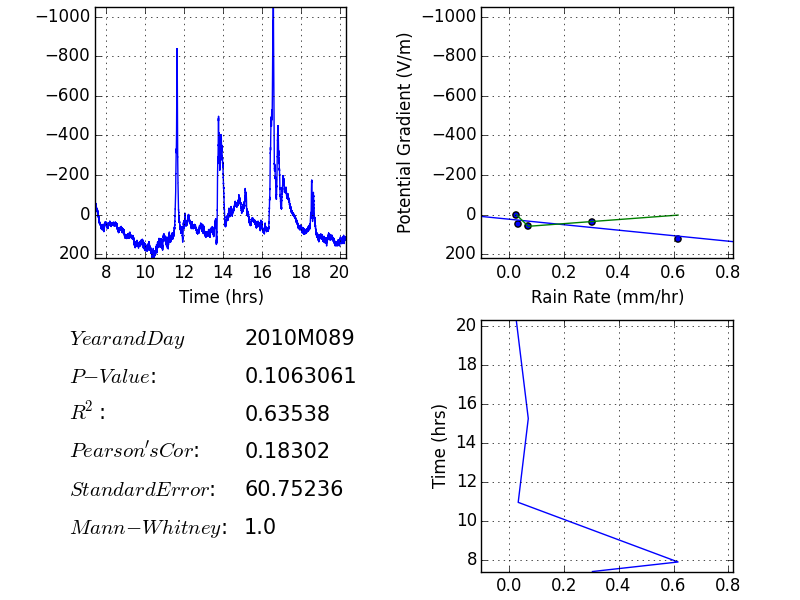 −1000
−800
−600
−400
−200
0
200
8 10 12 14 16 18 20
Time (hrs)
Potential Gradient (V/m)
−1000
−800
−600
−400
−200
0
200
0.0 0.2 0.4 0.6 0.8
Rain Rate (mm/hr)
YearandDay 2010M089
P−Value: 0.1063061
R²: 0.63538
Pearson′sCor: 0.18302
StandardError: 60.75236
Mann−Whitney: 1.0
Time (hrs)
20
18
16
14
12
10
8
0.0 0.2 0.4 0.6 0.8